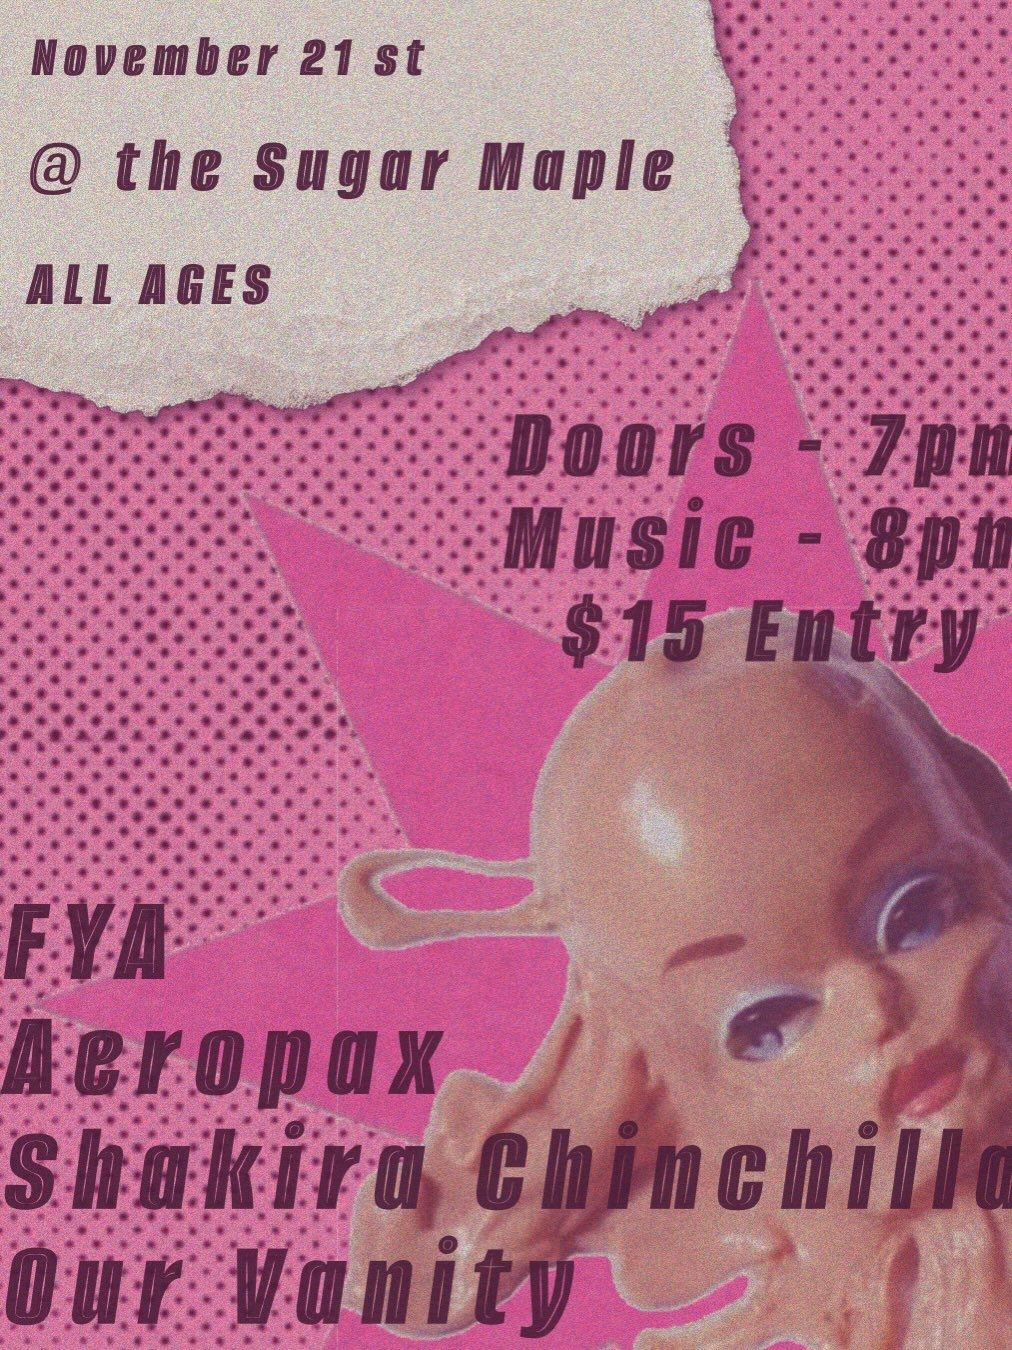 November 21 st
@ the Sugar Maple
ALL AGES
Doors - 7pm
Music - 8pm
$15 Entry
FYA
Aeropax
Shakira Chinchilla
Our Vanity